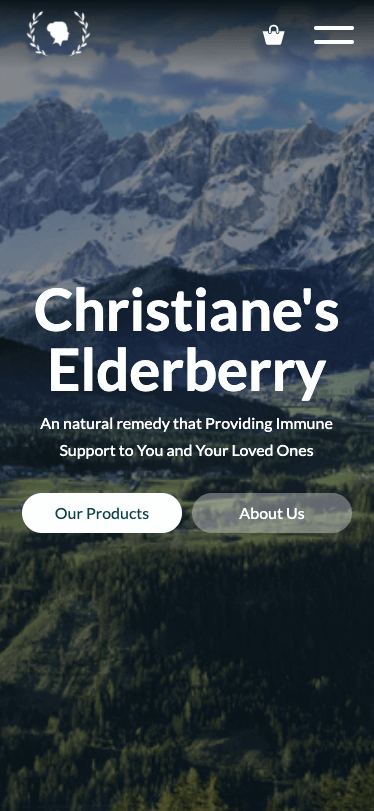 Christiane's
Elderberry
An natural remedy that Providing Immune
Support to You and Your Loved Ones
Our Products
About Us